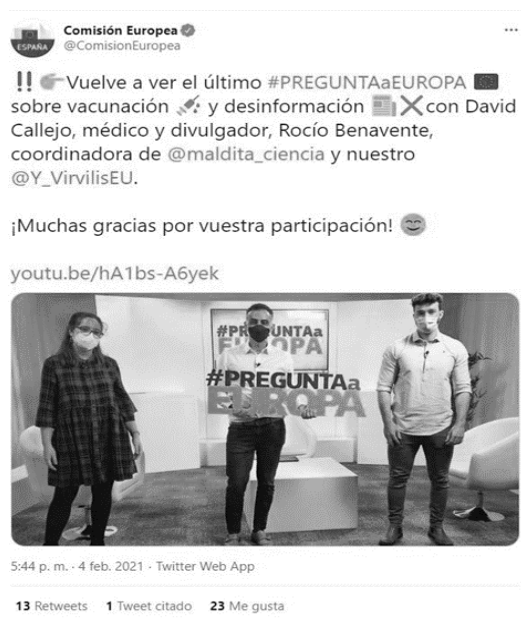 ESPAÑA
Comisión Europea
@ComisionEuropea
Vuelve a ver el último #PREGUNTAaEUROPA
sobre vacunación y desinformación con David
Callejo, médico y divulgador, Rocío Benavente,
coordinadora de @maldita_ciencia y nuestro
@Y_VirvilisEU.
¡Muchas gracias por vuestra participación!
youtu.be/hA1bs-A6yek
#PREGUNTAa
EUROPA
5:44 p. m. · 4 feb. 2021 · Twitter Web App
13 Retweets 1 Tweet citado 23 Me gusta